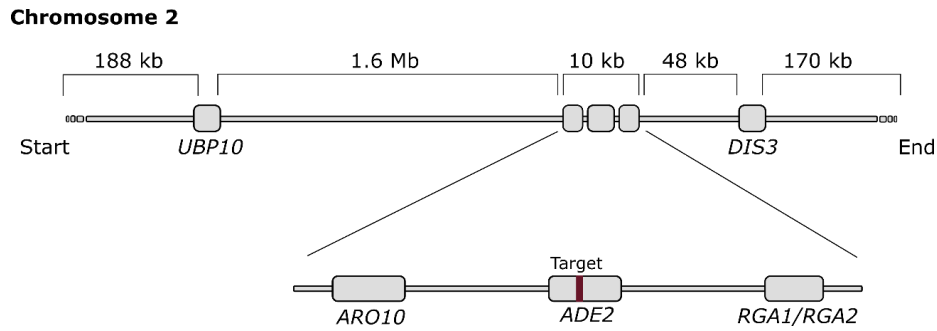 Chromosome 2
188 kb 1.6 Mb 10 kb 48 kb 170 kb
Start UBP10 DIS3 End
Target
ARO10 ADE2 RGA1/RGA2